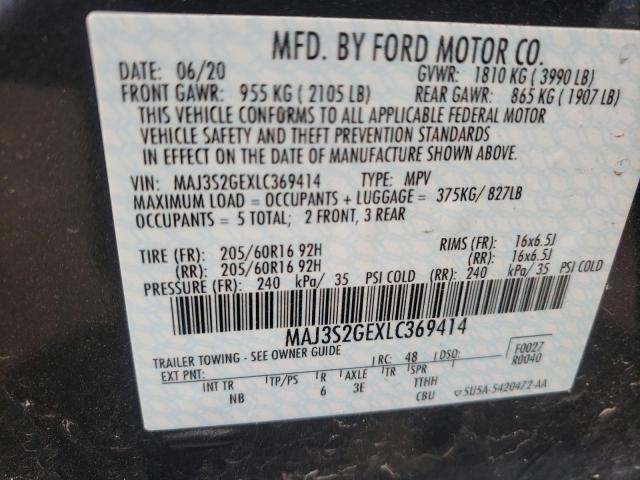 MFD. BY FORD MOTOR CO.
DATE: 06/20 GVWR: 1810 KG ( 3990 LB)
FRONT GAWR: 955 KG ( 2105 LB) REAR GAWR: 865 KG ( 1907 LB)
THIS VEHICLE CONFORMS TO ALL APPLICABLE FEDERAL MOTOR
VEHICLE SAFETY AND THEFT PREVENTION STANDARDS
IN EFFECT ON THE DATE OF MANUFACTURE SHOWN ABOVE.
VIN: MAJ3S2GEXLC369414 TYPE: MPV
MAXIMUM LOAD = OCCUPANTS + LUGGAGE = 375KG/ 827LB
OCCUPANTS = 5 TOTAL; 2 FRONT, 3 REAR
TIRE (FR): 205/60R16 92H RIMS (FR): 16x6.5J
(RR): 205/60R16 92H (RR): 16x6.5J
PRESSURE (FR): 240 kPa/ 35 PSI COLD (RR): 240 kPa/35 PSI COLD
MAJ3S2GEXLC369414
TRAILER TOWING - SEE OWNER GUIDE
EXT PNT: RC: 48 DSO: F0027
R0040
INT TR TP/PS R AXLE TR SPR
NB 6 3E TTHH
CBU 5U5A-5420472-AA